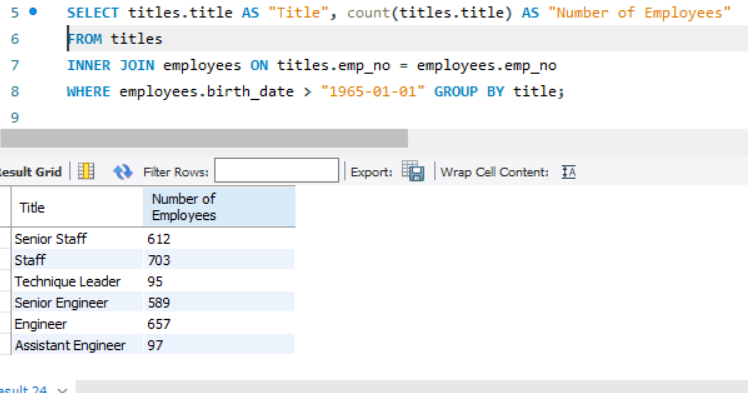 5 SELECT titles.title AS "Title", count(titles.title) AS "Number of Employees"
6 FROM titles
7 INNER JOIN employees ON titles.emp_no = employees.emp_no
8 WHERE employees.birth_date > "1965-01-01" GROUP BY title;
9
esult Grid Filter Rows: Export: Wrap Cell Content: IA
Title Number of
Employees
Senior Staff 612
Staff 703
Technique Leader 95
Senior Engineer 589
Engineer 657
Assistant Engineer 97
esult 24